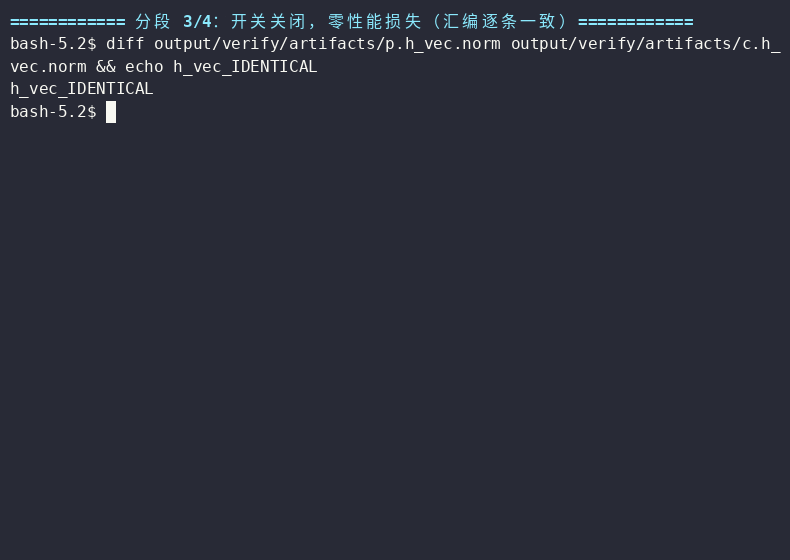 ============ 分段 3/4: 开关关闭，零性能损失（汇编逐条一致）============
bash-5.2$ diff output/verify/artifacts/p.h_vec.norm output/verify/artifacts/c.h_
vec.norm && echo h_vec_IDENTICAL
h_vec_IDENTICAL
bash-5.2$